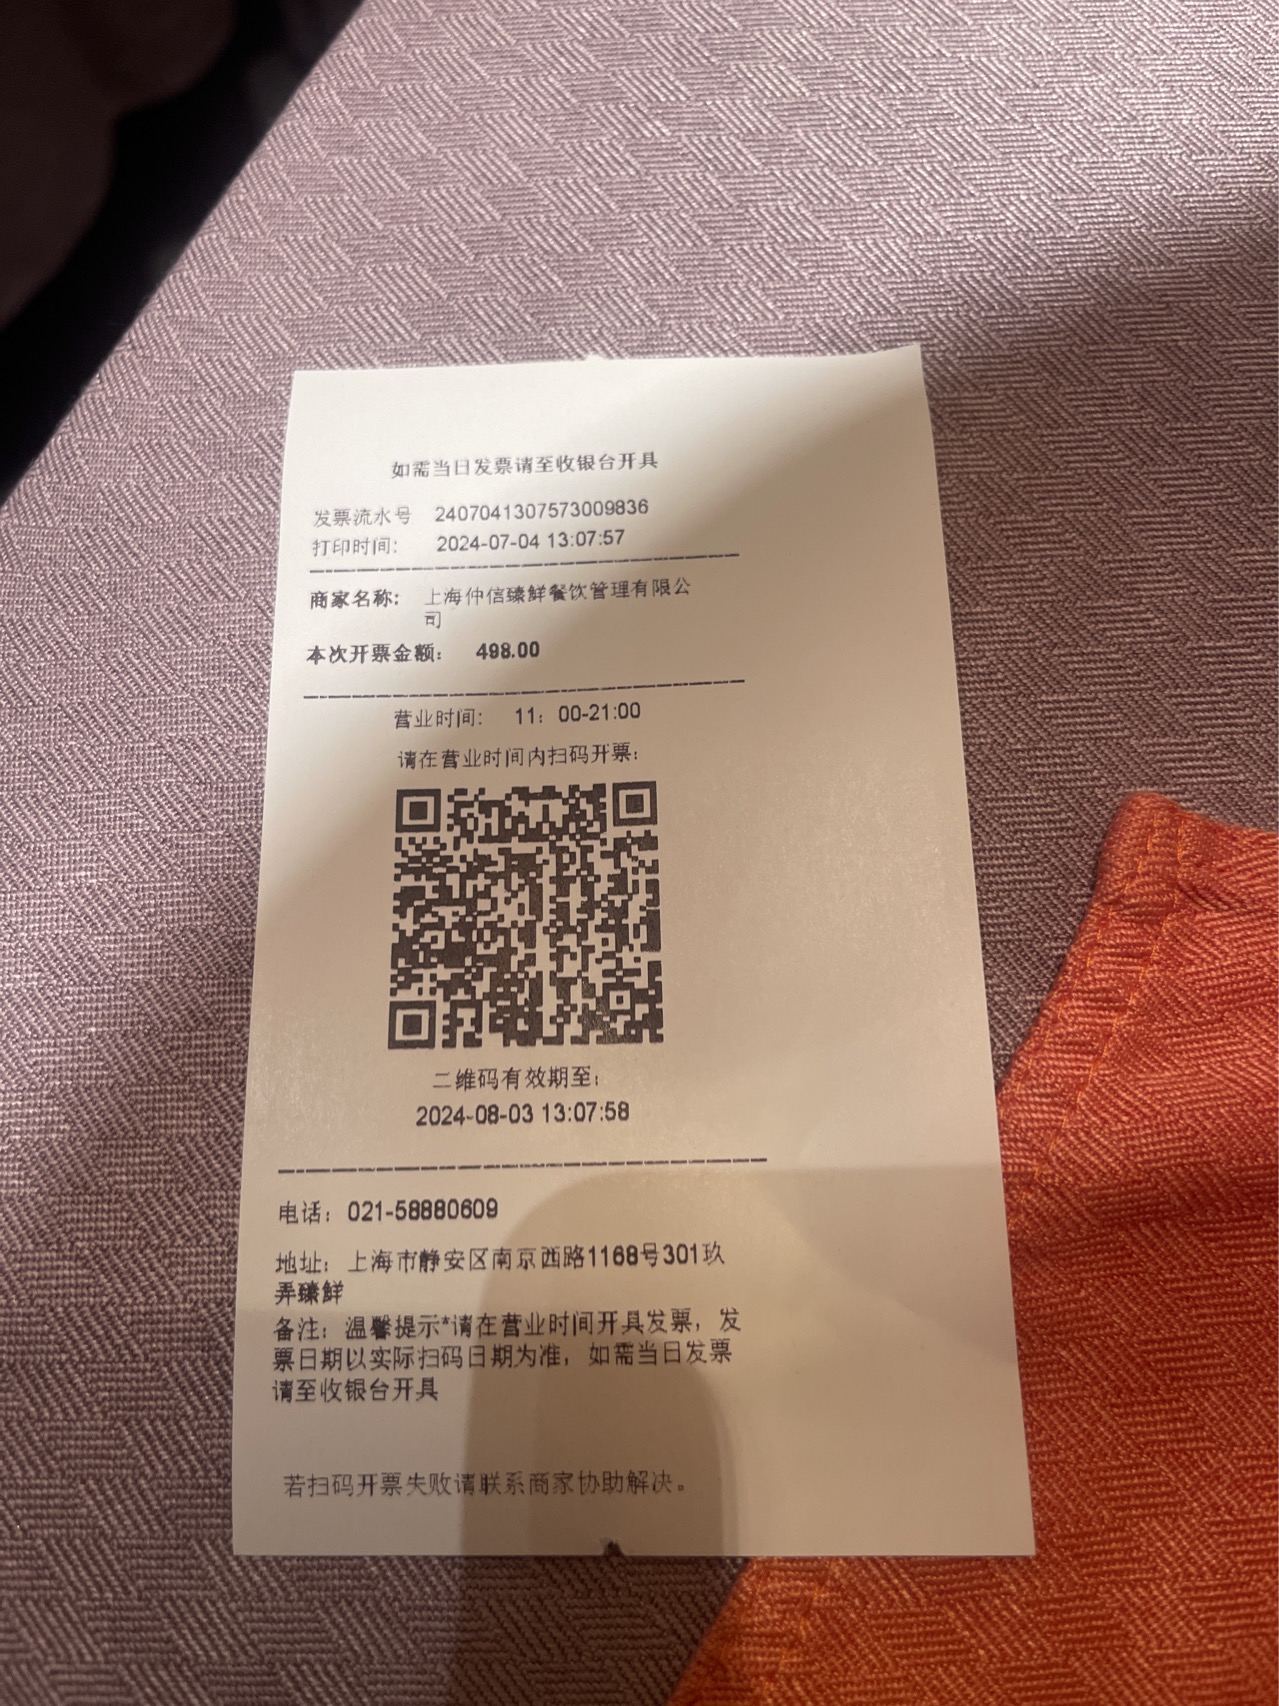 如需当日发票请至收银台开具
发票流水号 2407041307573009836
打印时间: 2024-07-04 13:07:57
商家名称: 上海仲信臻鲜餐饮管理有限公
司
本次开票金额: 498.00
营业时间: 11: 00-21:00
请在营业时间内扫码开票:
二维码有效期至:
2024-08-03 13:07:58
电话: 021-58880609
地址: 上海市静安区南京西路1168号301玖
弄臻鲜
备注: 温馨提示*请在营业时间开具发票, 发
票日期以实际扫码日期为准, 如需当日发票
请至收银台开具
若扫码开票失败请联系商家协助解决。